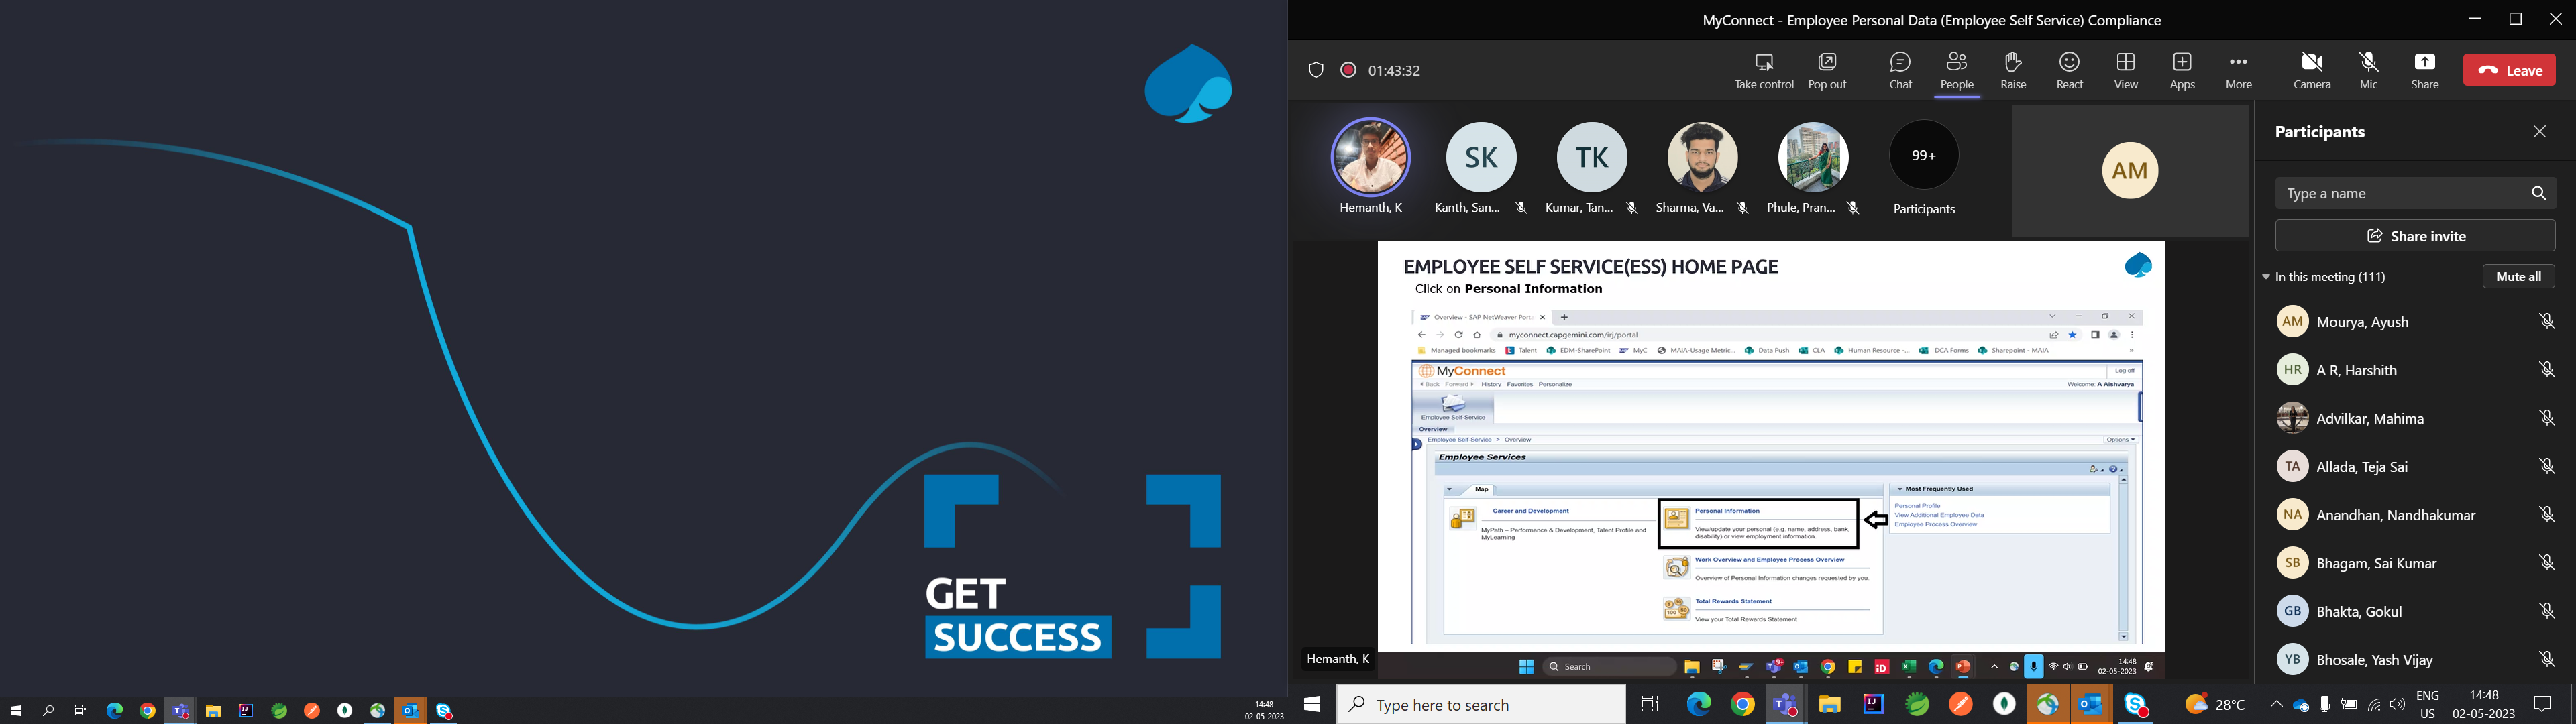 GET
SUCCESS
14:48
02-05-2023
MyConnect - Employee Personal Data (Employee Self Service) Compliance
01:43:32
Take control
Pop out
Chat
People
Raise
React
View
Apps
More
Camera
Mic
Share
Leave
SK
TK
99+
AM
Hemanth, K
Kanth, San...
Kumar, Tan...
Sharma, Va...
Phule, Pran...
Participants
EMPLOYEE SELF SERVICE(ESS) HOME PAGE
Click on Personal Information
Overview - SAP NetWeaver Port
myconnect.capgemini.com/irj/portal
Managed bookmarks
Talent
EDM-SharePoint
MyC
MAiA-Usage Metric...
Data Push
CLA
Human Resource -...
DCA Forms
Sharepoint - MAIA
»
MyConnect
Log off
Back
Forward
History
Favorites
Personalize
Welcome: A Aishvarya
Employee Self-Service
Overview
Employee Self-Service > Overview
Options
Employee Services
Map
Most Frequently Used
Career and Development
MyPath – Performance & Development, Talent Profile and
MyLearning
Personal Information
View/update your personal (e.g. name, address, bank,
disability) or view employment information.
Personal Profile
View Additional Employee Data
Employee Process Overview
Work Overview and Employee Process Overview
Overview of Personal Information changes requested by you.
Total Rewards Statement
View your Total Rewards Statement
Hemanth, K
Search
14:48
02-05-2023
Participants
Type a name
Share invite
In this meeting (111)
Mute all
AM
Mourya, Ayush
HR
A R, Harshith
Advilkar, Mahima
TA
Allada, Teja Sai
NA
Anandhan, Nandhakumar
SB
Bhagam, Sai Kumar
GB
Bhakta, Gokul
YB
Bhosale, Yash Vijay
Type here to search
28°C
ENG
US
14:48
02-05-2023